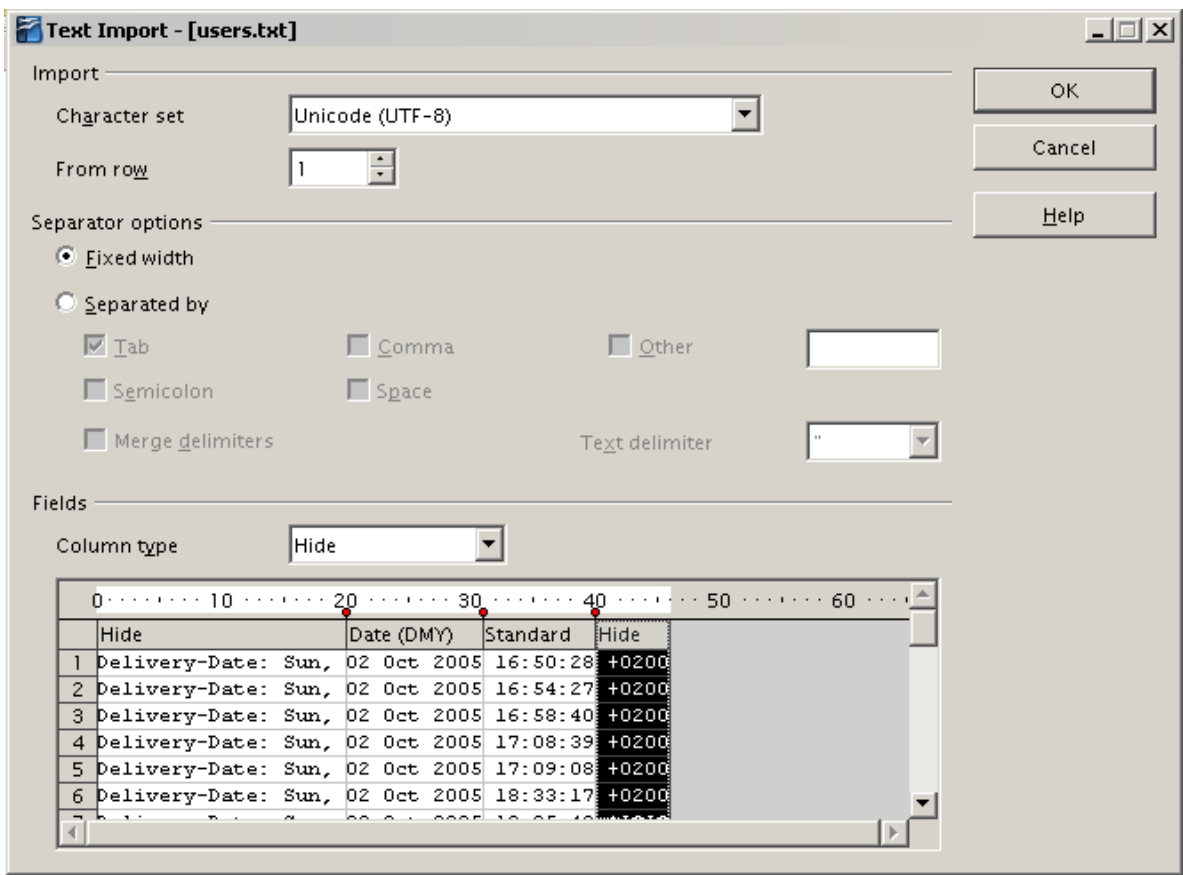 Text Import - [users.txt]
Import
OK
Character set Unicode (UTF-8)
Cancel
From row 1
Help
Separator options
Fixed width
Separated by
Tab Comma Other
Semicolon Space
Merge delimiters Text delimiter "
Fields
Column type Hide
0 10 20 30 40 50 60
Hide Date (DMY) Standard Hide
1 Delivery-Date: Sun, 02 Oct 2005 16:50:28 +0200
2 Delivery-Date: Sun, 02 Oct 2005 16:54:27 +0200
3 Delivery-Date: Sun, 02 Oct 2005 16:58:40 +0200
4 Delivery-Date: Sun, 02 Oct 2005 17:08:39 +0200
5 Delivery-Date: Sun, 02 Oct 2005 17:09:08 +0200
6 Delivery-Date: Sun, 02 Oct 2005 18:33:17 +0200